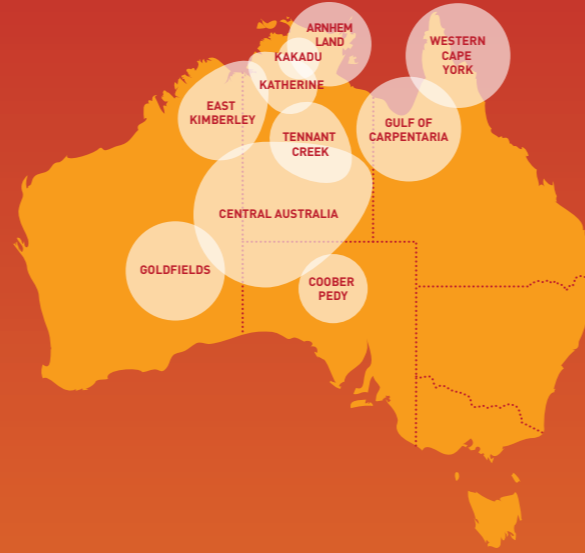 ARNHEM
LAND
KAKADU
WESTERN
CAPE
YORK
KATHERINE
EAST
KIMBERLEY
GULF OF
CARPENTARIA
TENNANT
CREEK
CENTRAL AUSTRALIA
GOLDFIELDS
COOBER
PEDY